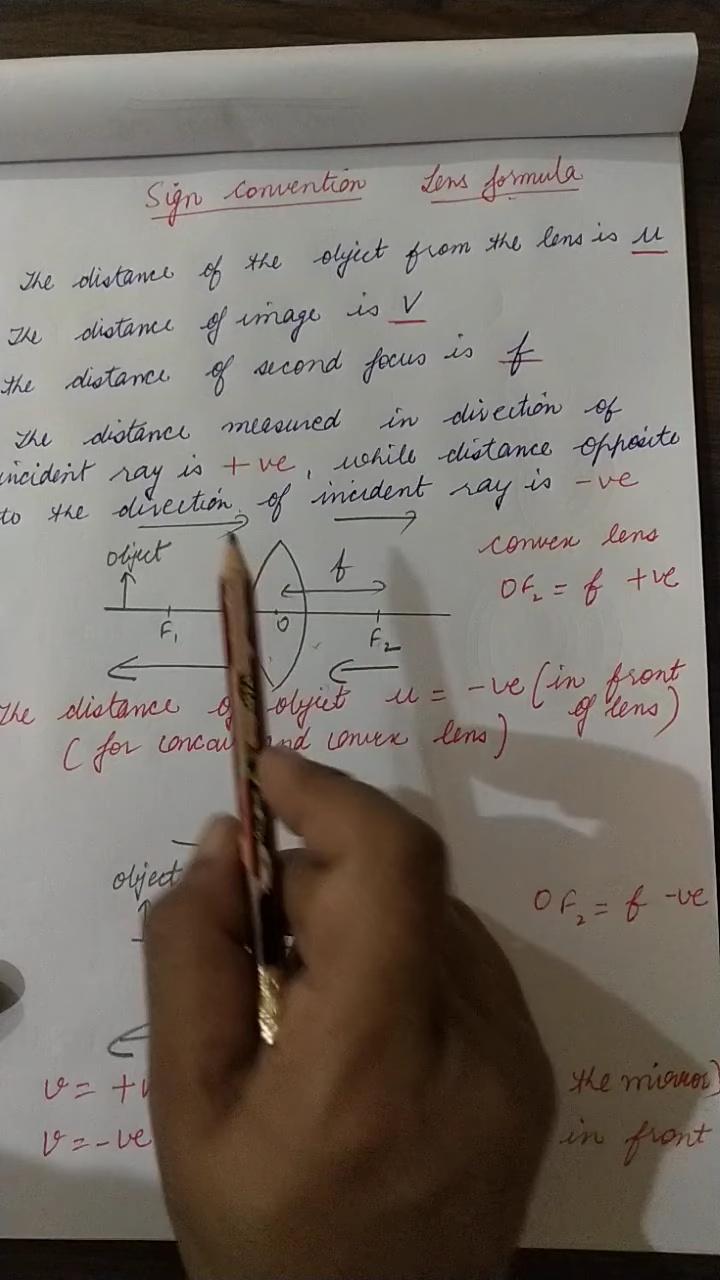 Sign convention Lens formula
The distance of the object from the lens is u
The distance of image is V
the distance of second focus is f
The distance measured in direction of
incident ray is +ve, while distance opposite
to the direction of incident ray is -ve
object
convex lens
f
OF₂ = f +ve
F₁ O F₂
The distance of object u = -ve (in front of lens)
(for and convex lens)
object
OF₂ = f -ve
v = + the mirror)
v = -ve in front